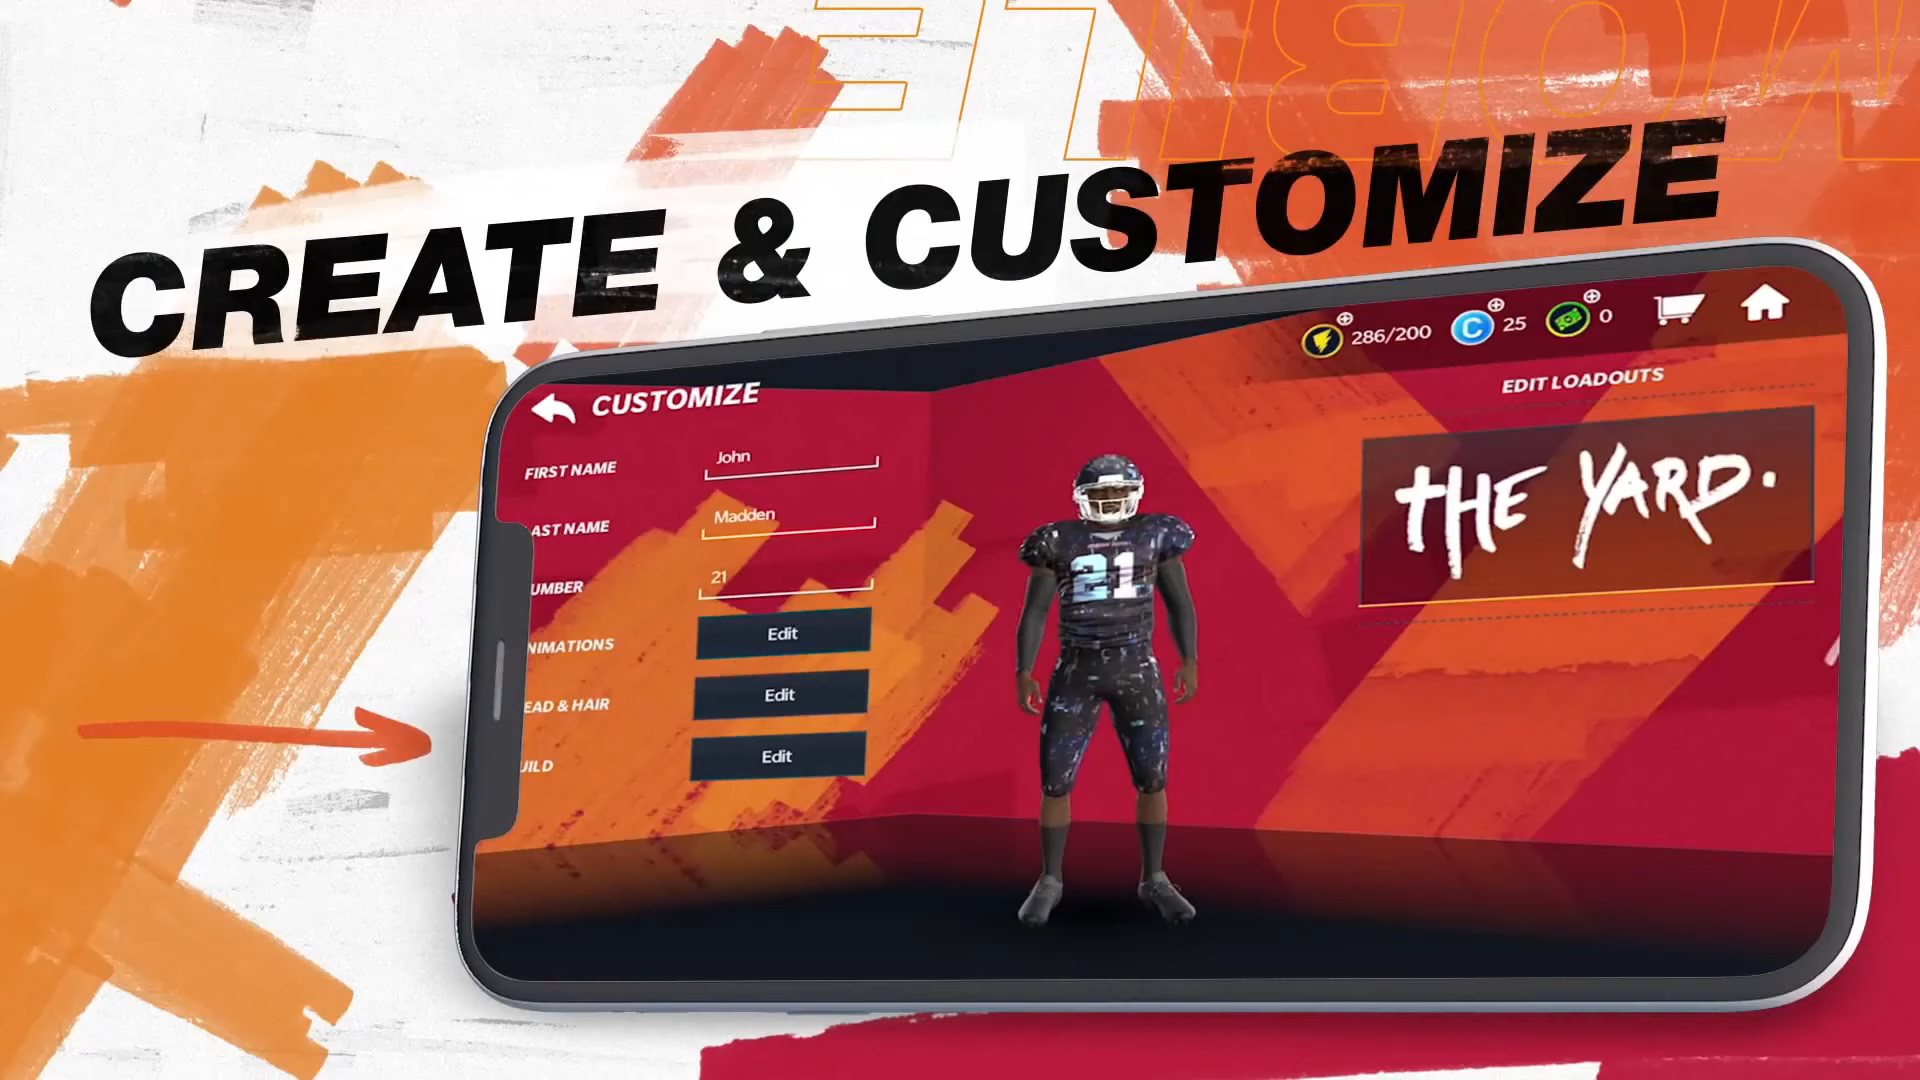 MOBILE
CREATE & CUSTOMIZE
286/200
C 25
0
CUSTOMIZE
EDIT LOADOUTS
THE YARD.
FIRST NAME John
AST NAME Madden
UMBER 21
NIMATIONS Edit
EAD & HAIR Edit
UILD Edit
21